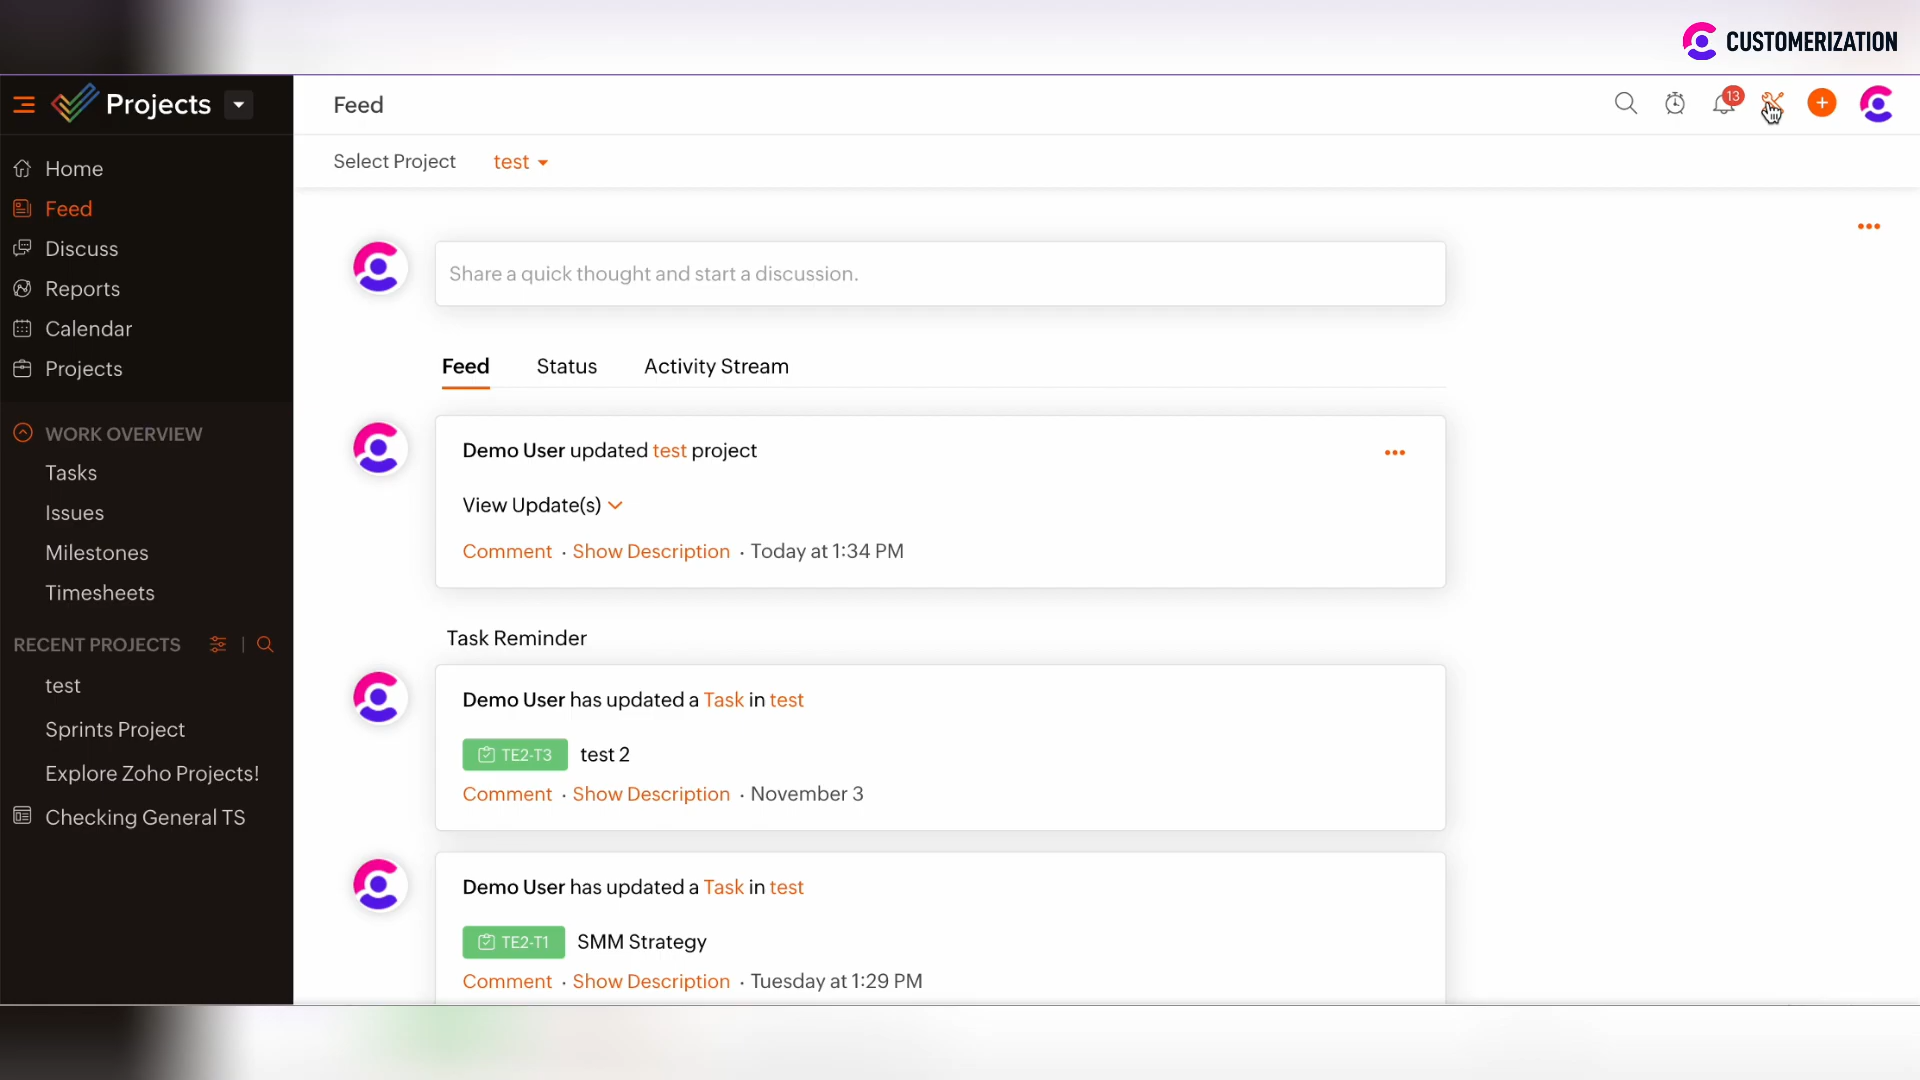 CUSTOMERIZATION
Projects
Feed
13
Select Project test
Home
Feed
Discuss
Reports
Calendar
Projects
WORK OVERVIEW
Tasks
Issues
Milestones
Timesheets
RECENT PROJECTS
test
Sprints Project
Explore Zoho Projects!
Checking General TS
Share a quick thought and start a discussion.
Feed Status Activity Stream
Demo User updated test project
View Update(s)
Comment · Show Description · Today at 1:34 PM
Task Reminder
Demo User has updated a Task in test
TE2-T3 test 2
Comment · Show Description · November 3
Demo User has updated a Task in test
TE2-T1 SMM Strategy
Comment · Show Description · Tuesday at 1:29 PM